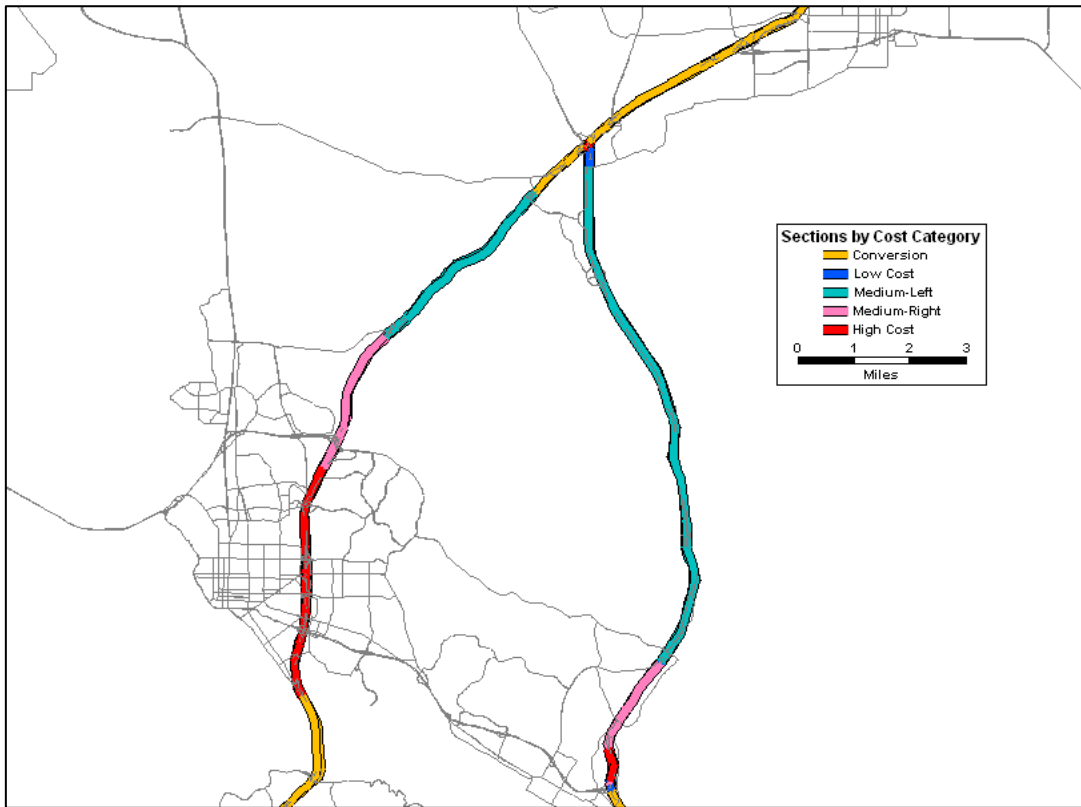 Sections by Cost Category
Conversion
Low Cost
Medium-Left
Medium-Right
High Cost
0 1 2 3
Miles